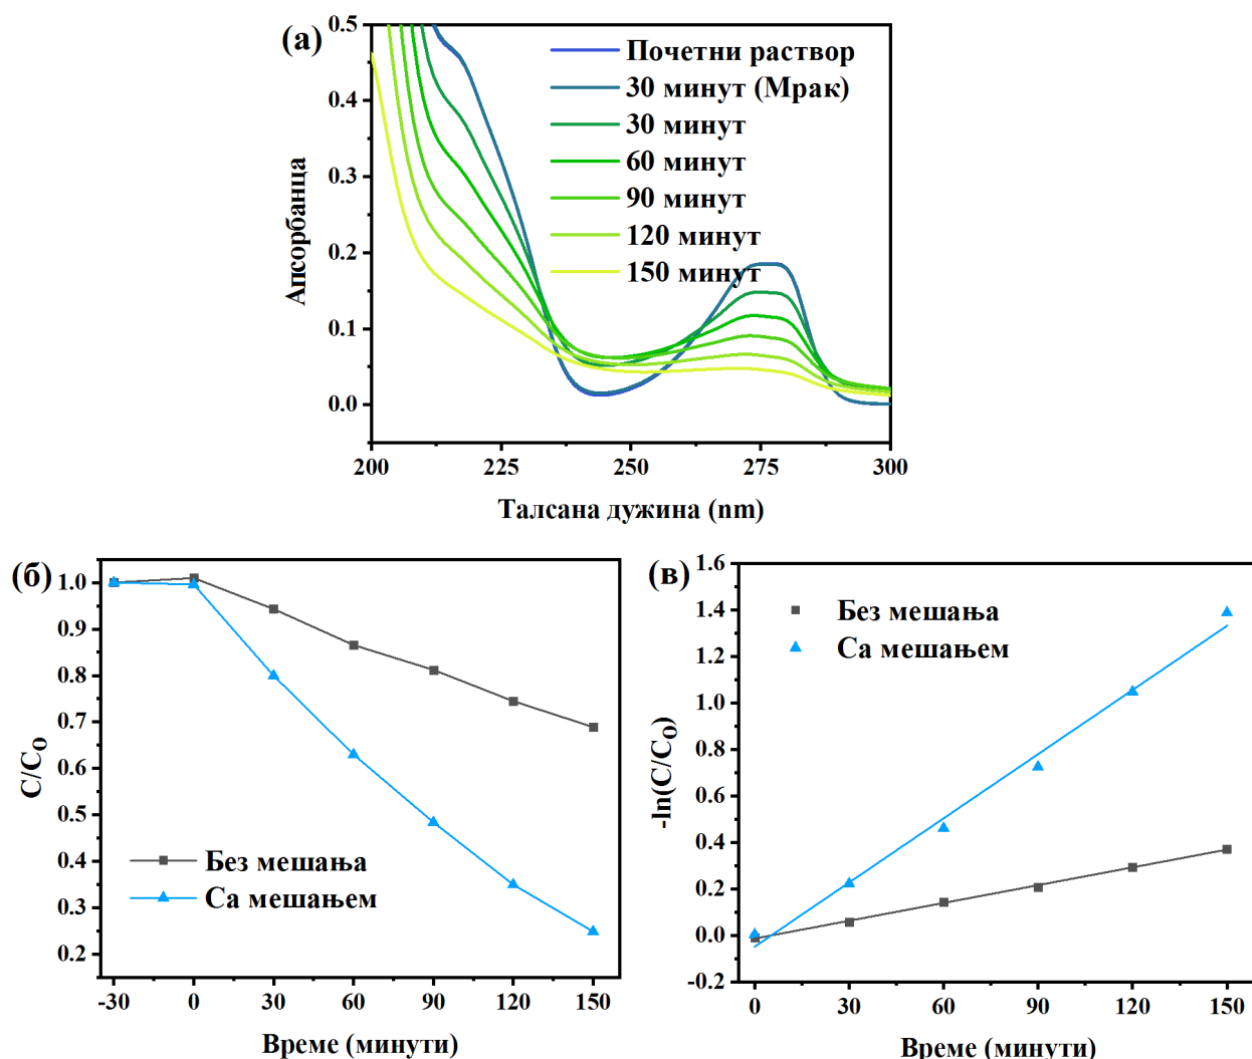 (а)
0.5
0.4
0.3
0.2
0.1
0.0
Апсорбанца
Почетни раствор
30 минут (Мрак)
30 минут
60 минут
90 минут
120 минут
150 минут
200 225 250 275 300
Талсана дужина (nm)
(б)
1.0
0.9
0.8
0.7
0.6
0.5
0.4
0.3
0.2
C/C₀
Без мешања
Са мешањем
-30 0 30 60 90 120 150
Време (минути)
(в)
1.6
1.4
1.2
1.0
0.8
0.6
0.4
0.2
0.0
-0.2
-ln(C/C₀)
Без мешања
Са мешањем
0 30 60 90 120 150
Време (минути)